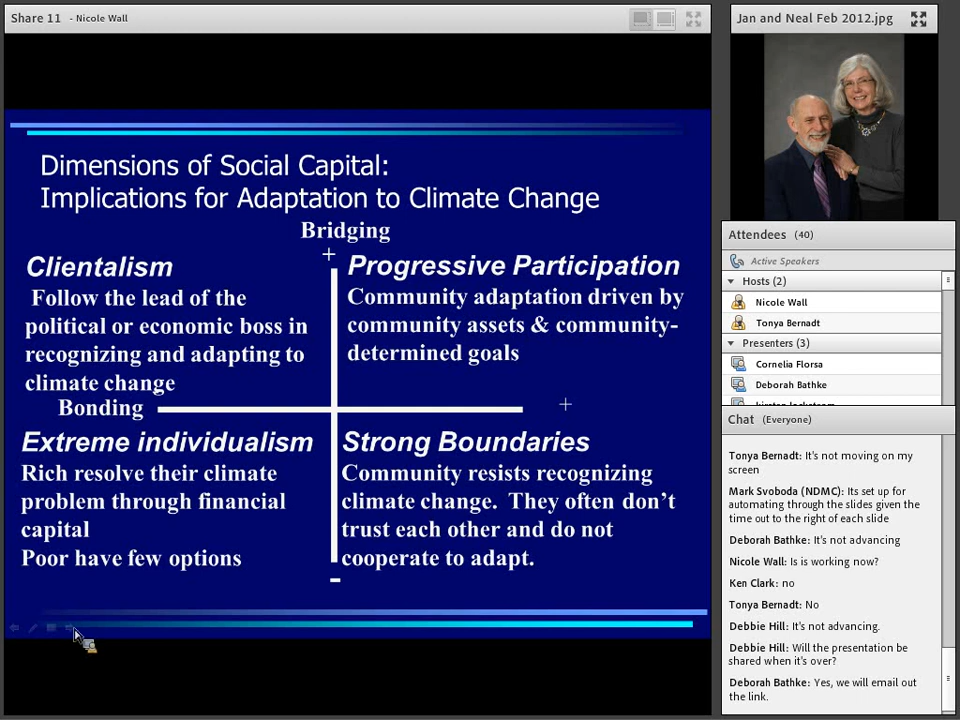 Share 11 - Nicole Wall
Dimensions of Social Capital:
Implications for Adaptation to Climate Change
Bridging
+
Clientalism
Follow the lead of the
political or economic boss in
recognizing and adapting to
climate change
Progressive Participation
Community adaptation driven by
community assets & community-
determined goals
- Bonding
+
Extreme individualism
Rich resolve their climate
problem through financial
capital
Poor have few options
Strong Boundaries
Community resists recognizing
climate change. They often don't
trust each other and do not
cooperate to adapt.
-
Jan and Neal Feb 2012.jpg
Attendees (40)
Active Speakers
Hosts (2)
Nicole Wall
Tonya Bernadt
Presenters (3)
Cornelia Florsa
Deborah Bathke
Chat (Everyone)
Tonya Bernadt: It's not moving on my
screen
Mark Svoboda (NDMC): Its set up for
automating through the slides given the
time out to the right of each slide
Deborah Bathke: It's not advancing
Nicole Wall: Is is working now?
Ken Clark: no
Tonya Bernadt: No
Debbie Hill: It's not advancing.
Debbie Hill: Will the presentation be
shared when it's over?
Deborah Bathke: Yes, we will email out
the link.